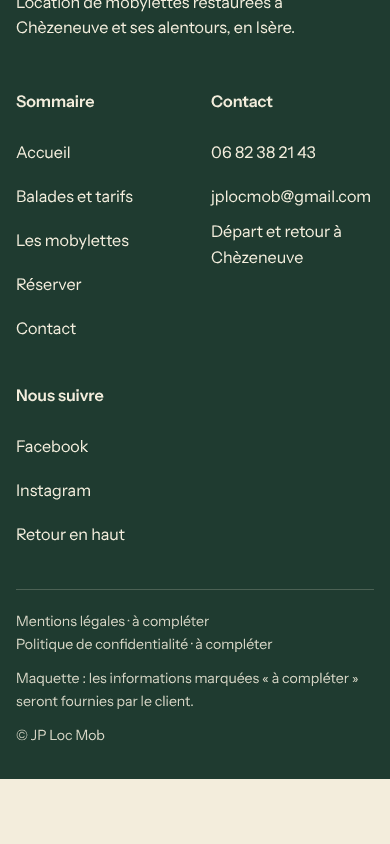 Location de mobylettes restaurées à
Chèzeneuve et ses alentours, en Isère.
Sommaire
Accueil
Balades et tarifs
Les mobylettes
Réserver
Contact
Contact
06 82 38 21 43
jplocmob@gmail.com
Départ et retour à
Chèzeneuve
Nous suivre
Facebook
Instagram
Retour en haut
Mentions légales · à compléter
Politique de confidentialité · à compléter
Maquette : les informations marquées « à compléter »
seront fournies par le client.
© JP Loc Mob